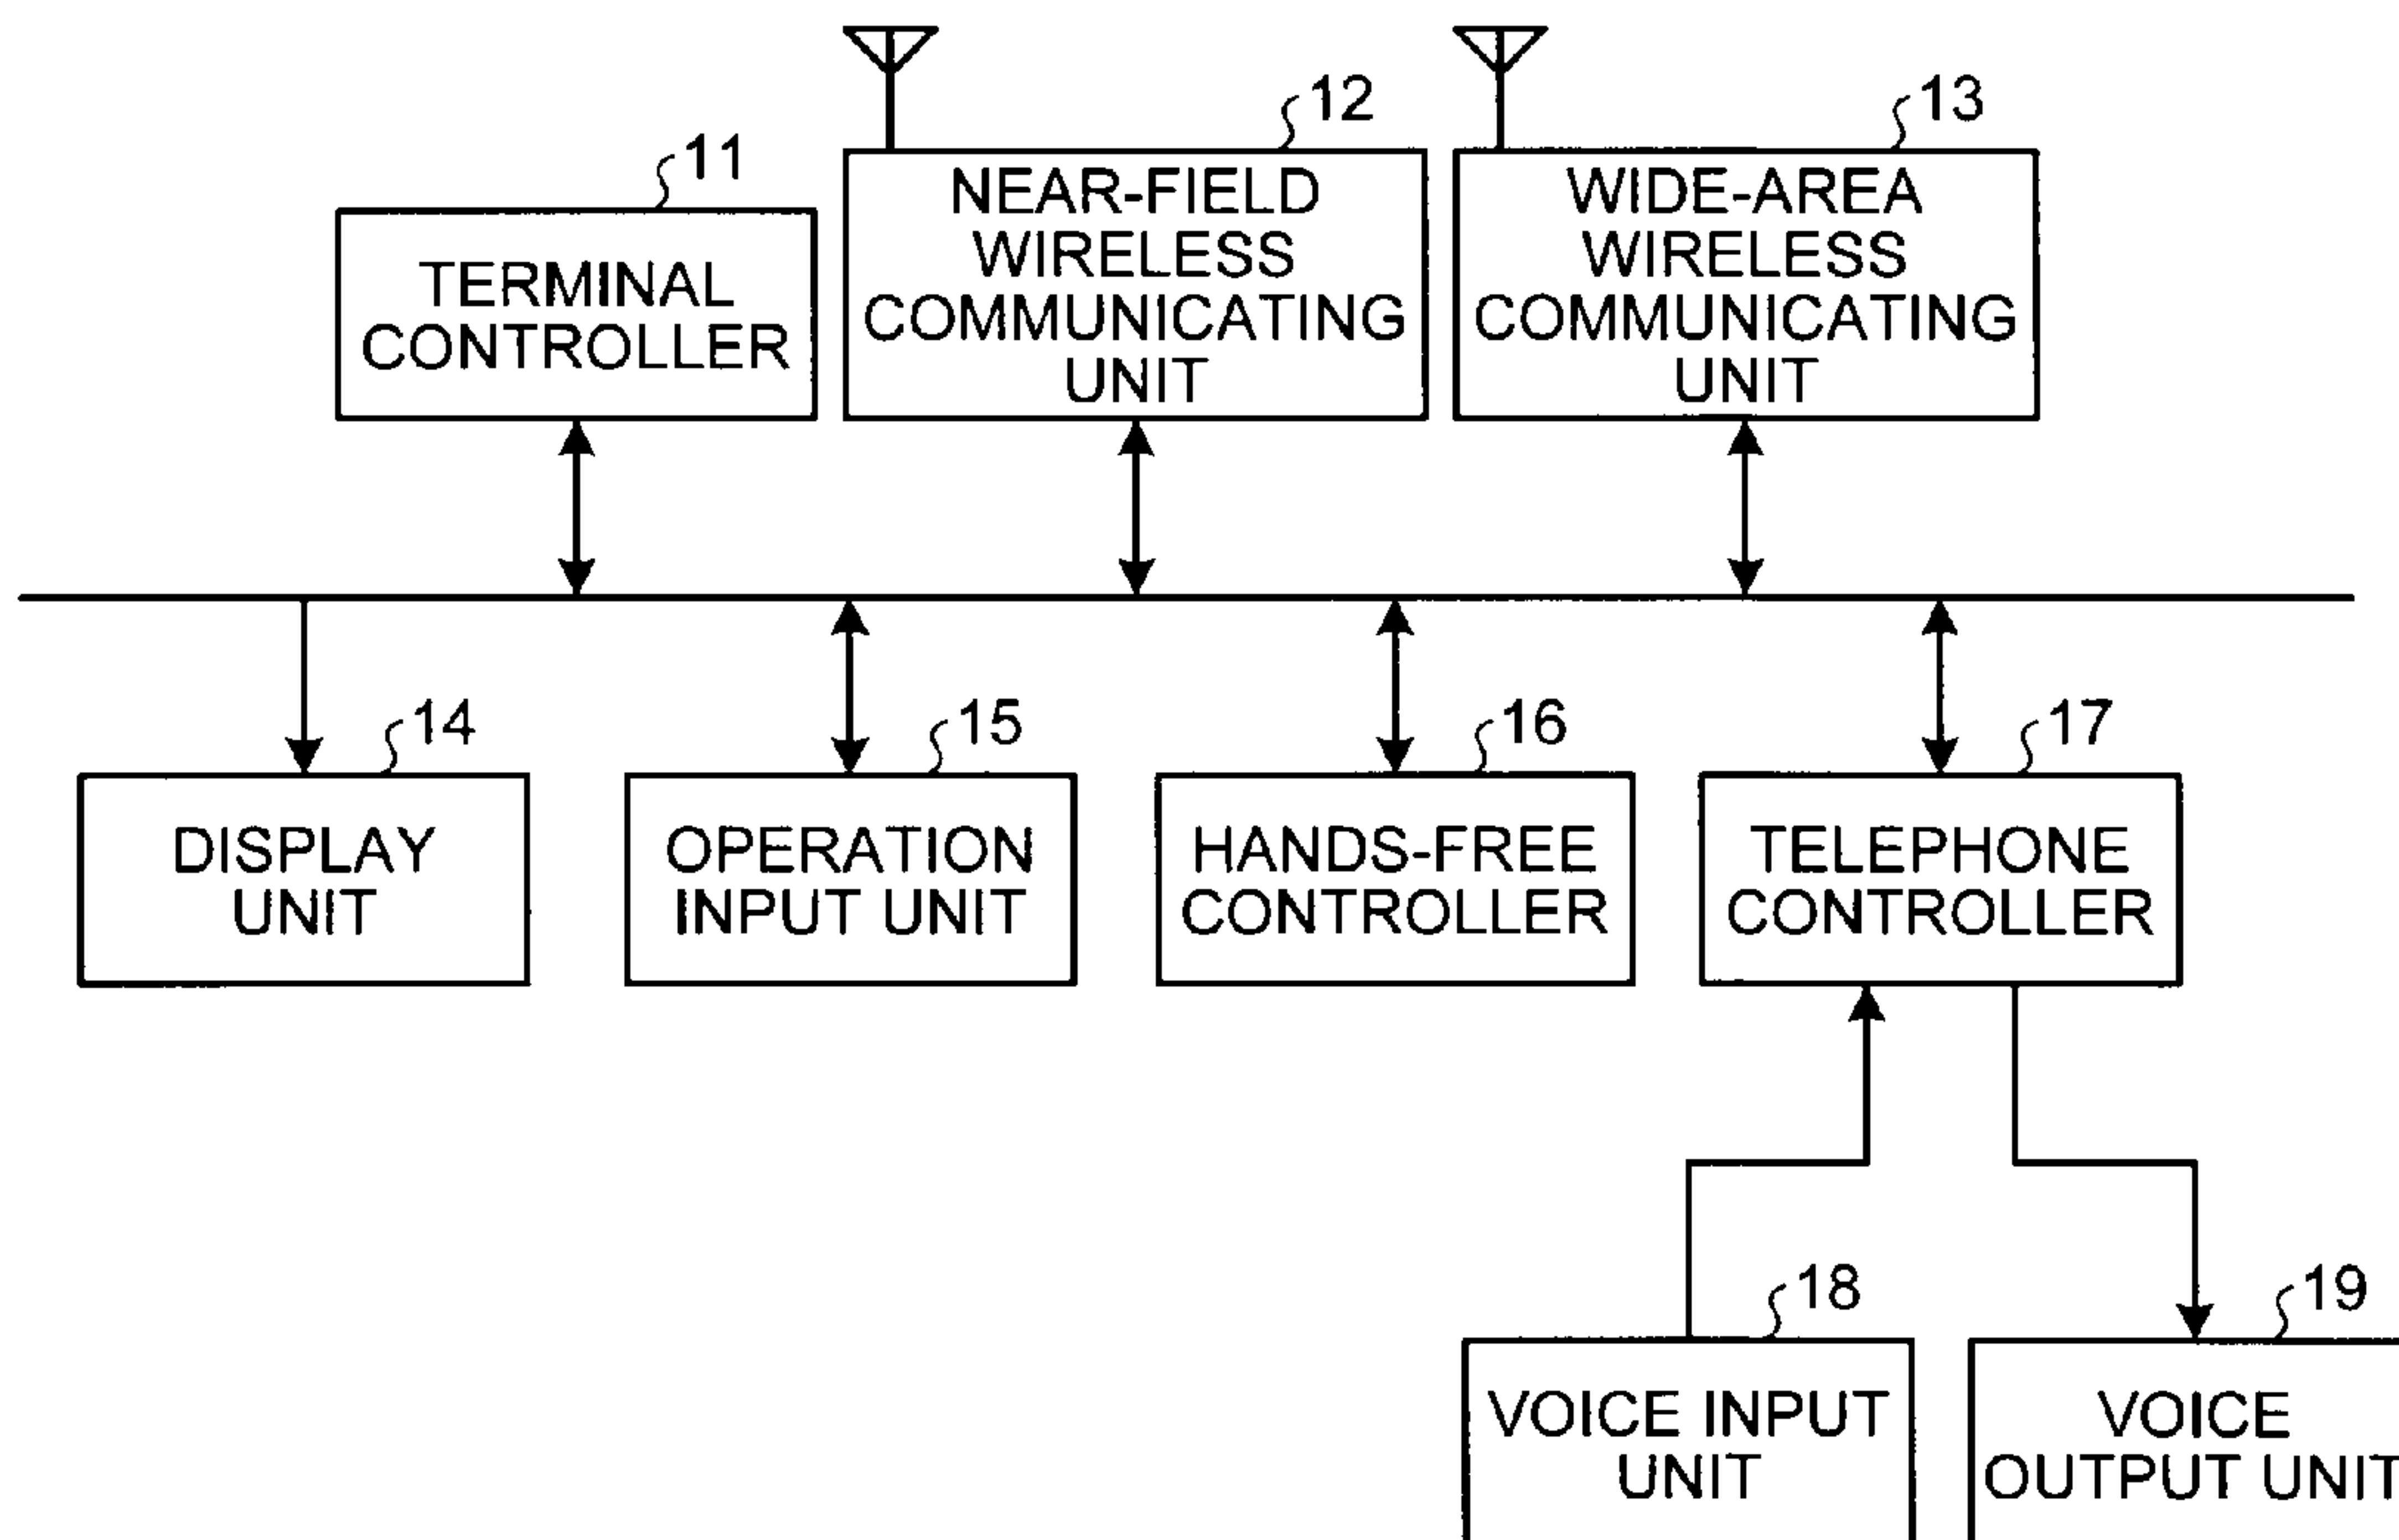 12
13
11
NEAR-FIELD
WIRELESS
COMMUNICATING
UNIT
WIDE-AREA
WIRELESS
COMMUNICATING
UNIT
TERMINAL
CONTROLLER
14
15
16
17
DISPLAY
UNIT
OPERATION
INPUT UNIT
HANDS-FREE
CONTROLLER
TELEPHONE
CONTROLLER
18
19
VOICE INPUT
UNIT
VOICE
OUTPUT UNIT